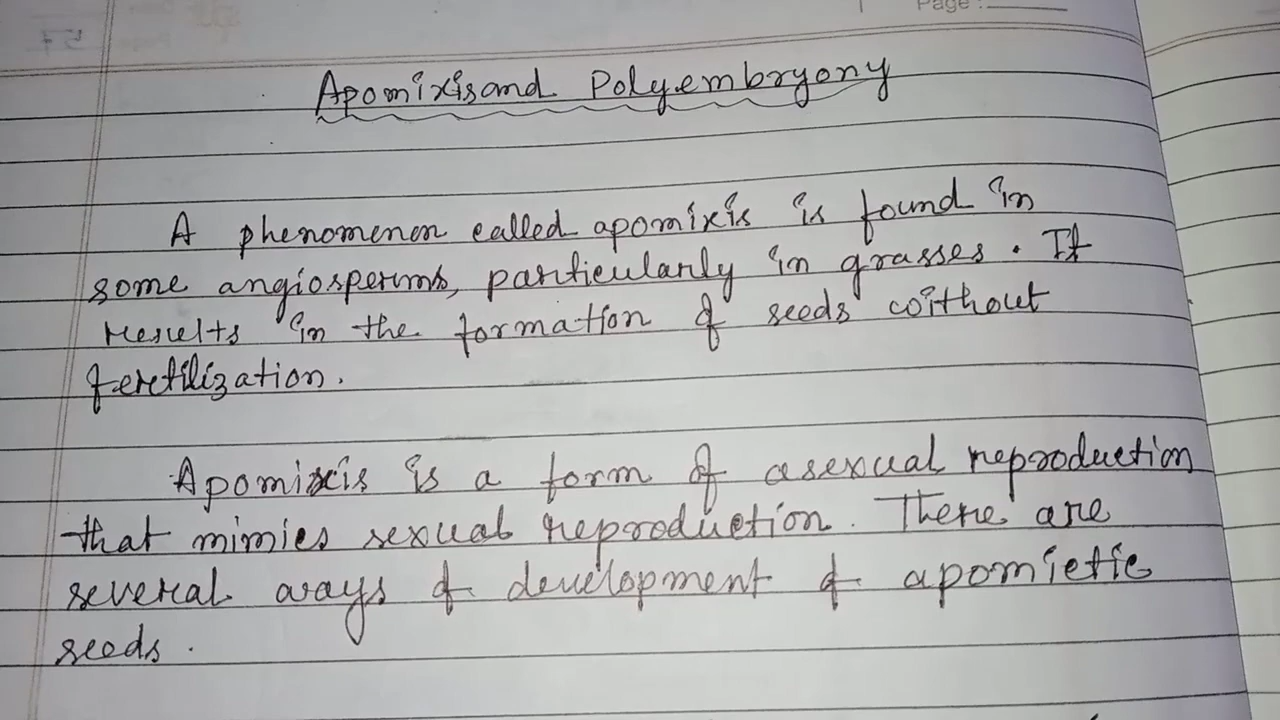 Page :
Apomixis and Polyembryony
A phenomenon called apomixis is found in
some angiosperms, particularly in grasses. It
results in the formation of seeds without
fertilization.
Apomixis is a form of asexual reproduction
that mimics sexual reproduction. There are
several ways of development of apomictic
seeds.